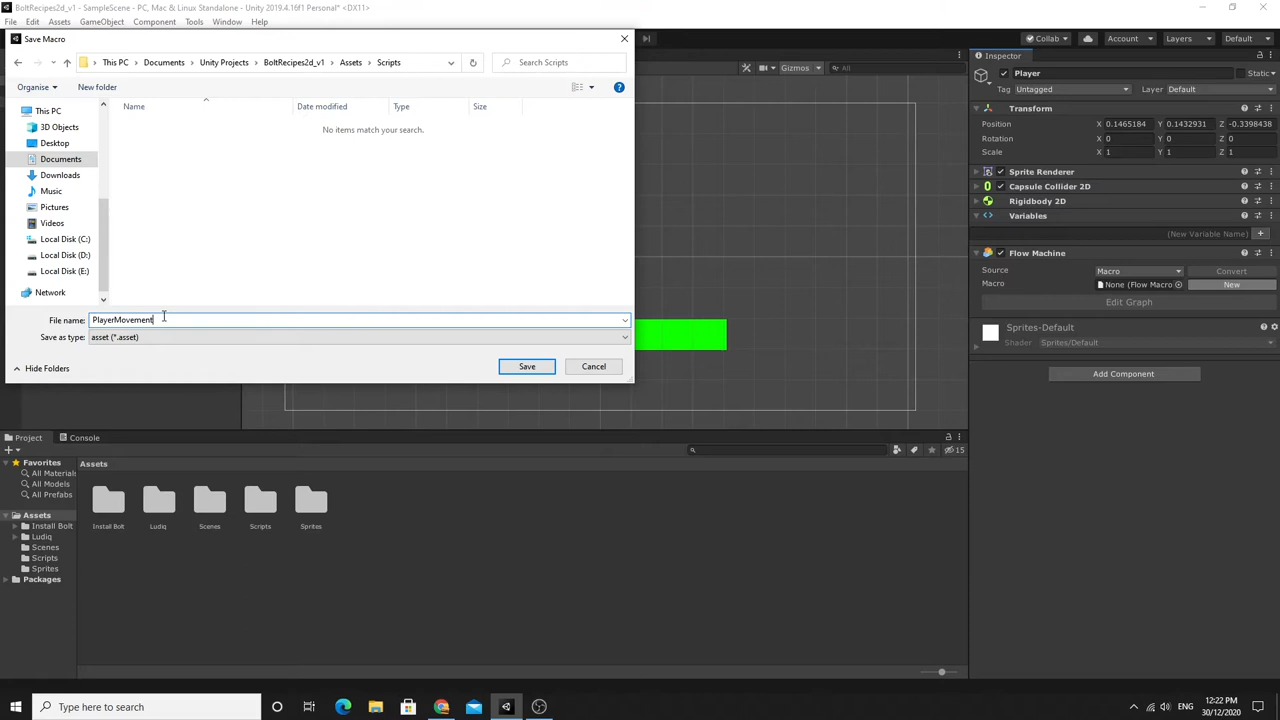 BoltRecipes2d_v1 - SampleScene - PC, Mac & Linux Standalone - Unity 2019.4.16f1 Personal* <DX11>
File Edit Assets GameObject Component Tools Window Help
Save Macro
Collab Account Layers Default
This PC Documents Unity Projects BoltRecipes2d_v1 Assets Scripts
Search Scripts
Organise New folder
Name Date modified Type Size
No items match your search.
This PC
3D Objects
Desktop
Documents
Downloads
Music
Pictures
Videos
Local Disk (C:)
Local Disk (D:)
Local Disk (E:)
Network
File name: PlayerMovement
Save as type: asset (*.asset)
Hide Folders
Save Cancel
Gizmos All
Inspector
Player Static
Tag Untagged Layer Default
Transform
Position X 0.1465184 Y 0.1432931 Z -0.3398438
Rotation X 0 Y 0 Z 0
Scale X 1 Y 1 Z 1
Sprite Renderer
Capsule Collider 2D
Rigidbody 2D
Variables
(New Variable Name)
Flow Machine
Source Macro Convert
Macro None (Flow Macro New
Edit Graph
Sprites-Default
Shader Sprites/Default
Add Component
Project Console
15
Favorites
All Materials
All Models
All Prefabs
Assets
Install Bolt
Ludiq
Scenes
Scripts
Sprites
Packages
Assets
Install Bolt Ludiq Scenes Scripts Sprites
Type here to search
ENG
12:22 PM
30/12/2020